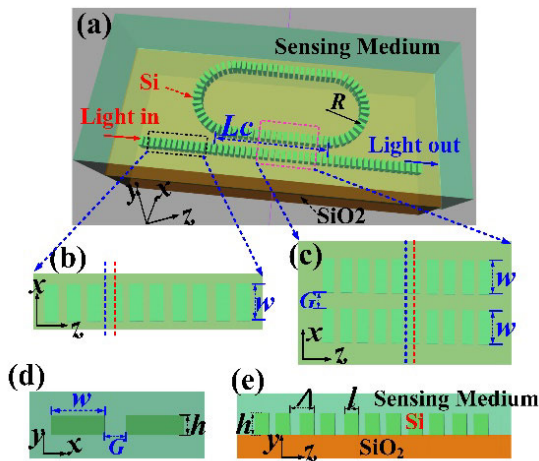 (a)
Sensing Medium
Si
R
Light in
Lc
Light out
y x z
SiO2
(b)
x
w
z
(c)
w
G
x
w
z
(d)
w
h
y
G
x
(e)
Λ
l
Sensing Medium
h
Si
y
z
SiO₂